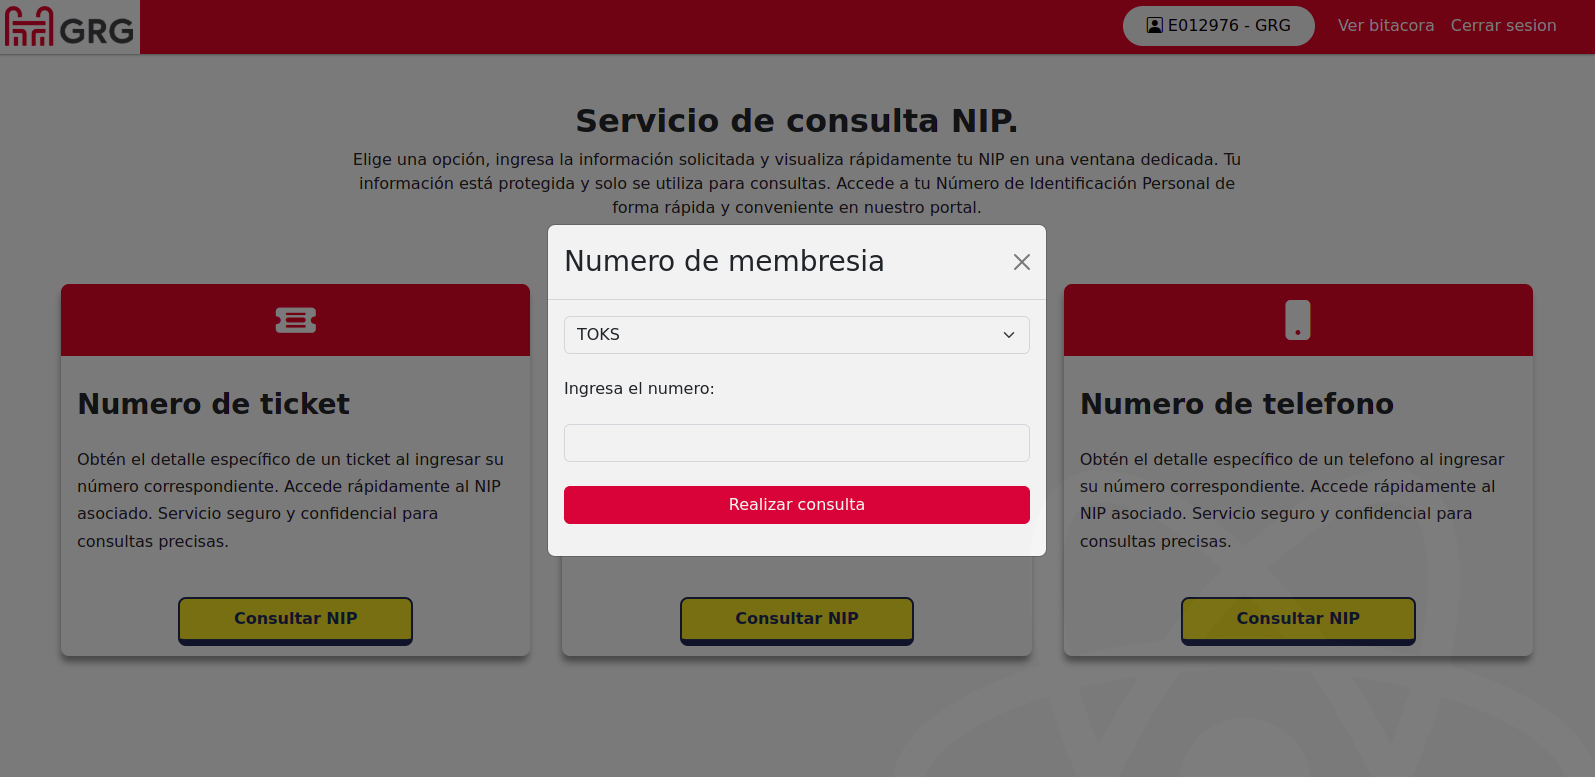 GRG
E012976 - GRG
Ver bitacora
Cerrar sesion
Servicio de consulta NIP.
Elige una opción, ingresa la información solicitada y visualiza rápidamente tu NIP en una ventana dedicada. Tu
información está protegida y solo se utiliza para consultas. Accede a tu Número de Identificación Personal de
forma rápida y conveniente en nuestro portal.
Numero de membresia
TOKS
Ingresa el numero:
Realizar consulta
Numero de ticket
Obtén el detalle específico de un ticket al ingresar su
número correspondiente. Accede rápidamente al NIP
asociado. Servicio seguro y confidencial para
consultas precisas.
Consultar NIP
Consultar NIP
Numero de telefono
Obtén el detalle específico de un telefono al ingresar
su número correspondiente. Accede rápidamente al
NIP asociado. Servicio seguro y confidencial para
consultas precisas.
Consultar NIP